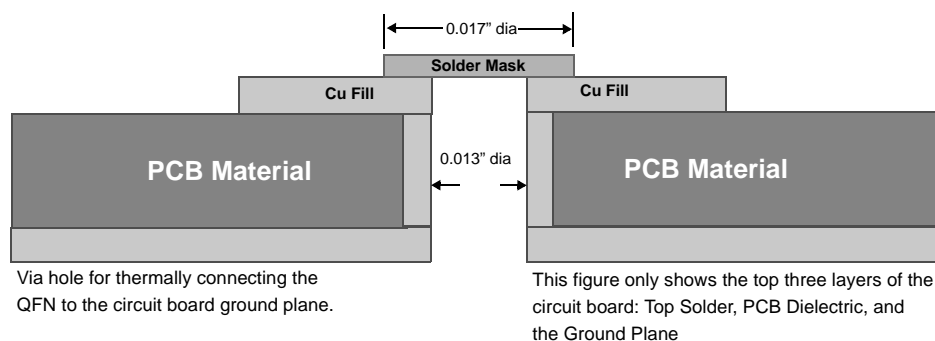 0.017” dia
Solder Mask
Cu Fill
Cu Fill
PCB Material
0.013” dia
PCB Material
Via hole for thermally connecting the
QFN to the circuit board ground plane.
This figure only shows the top three layers of the
circuit board: Top Solder, PCB Dielectric, and
the Ground Plane